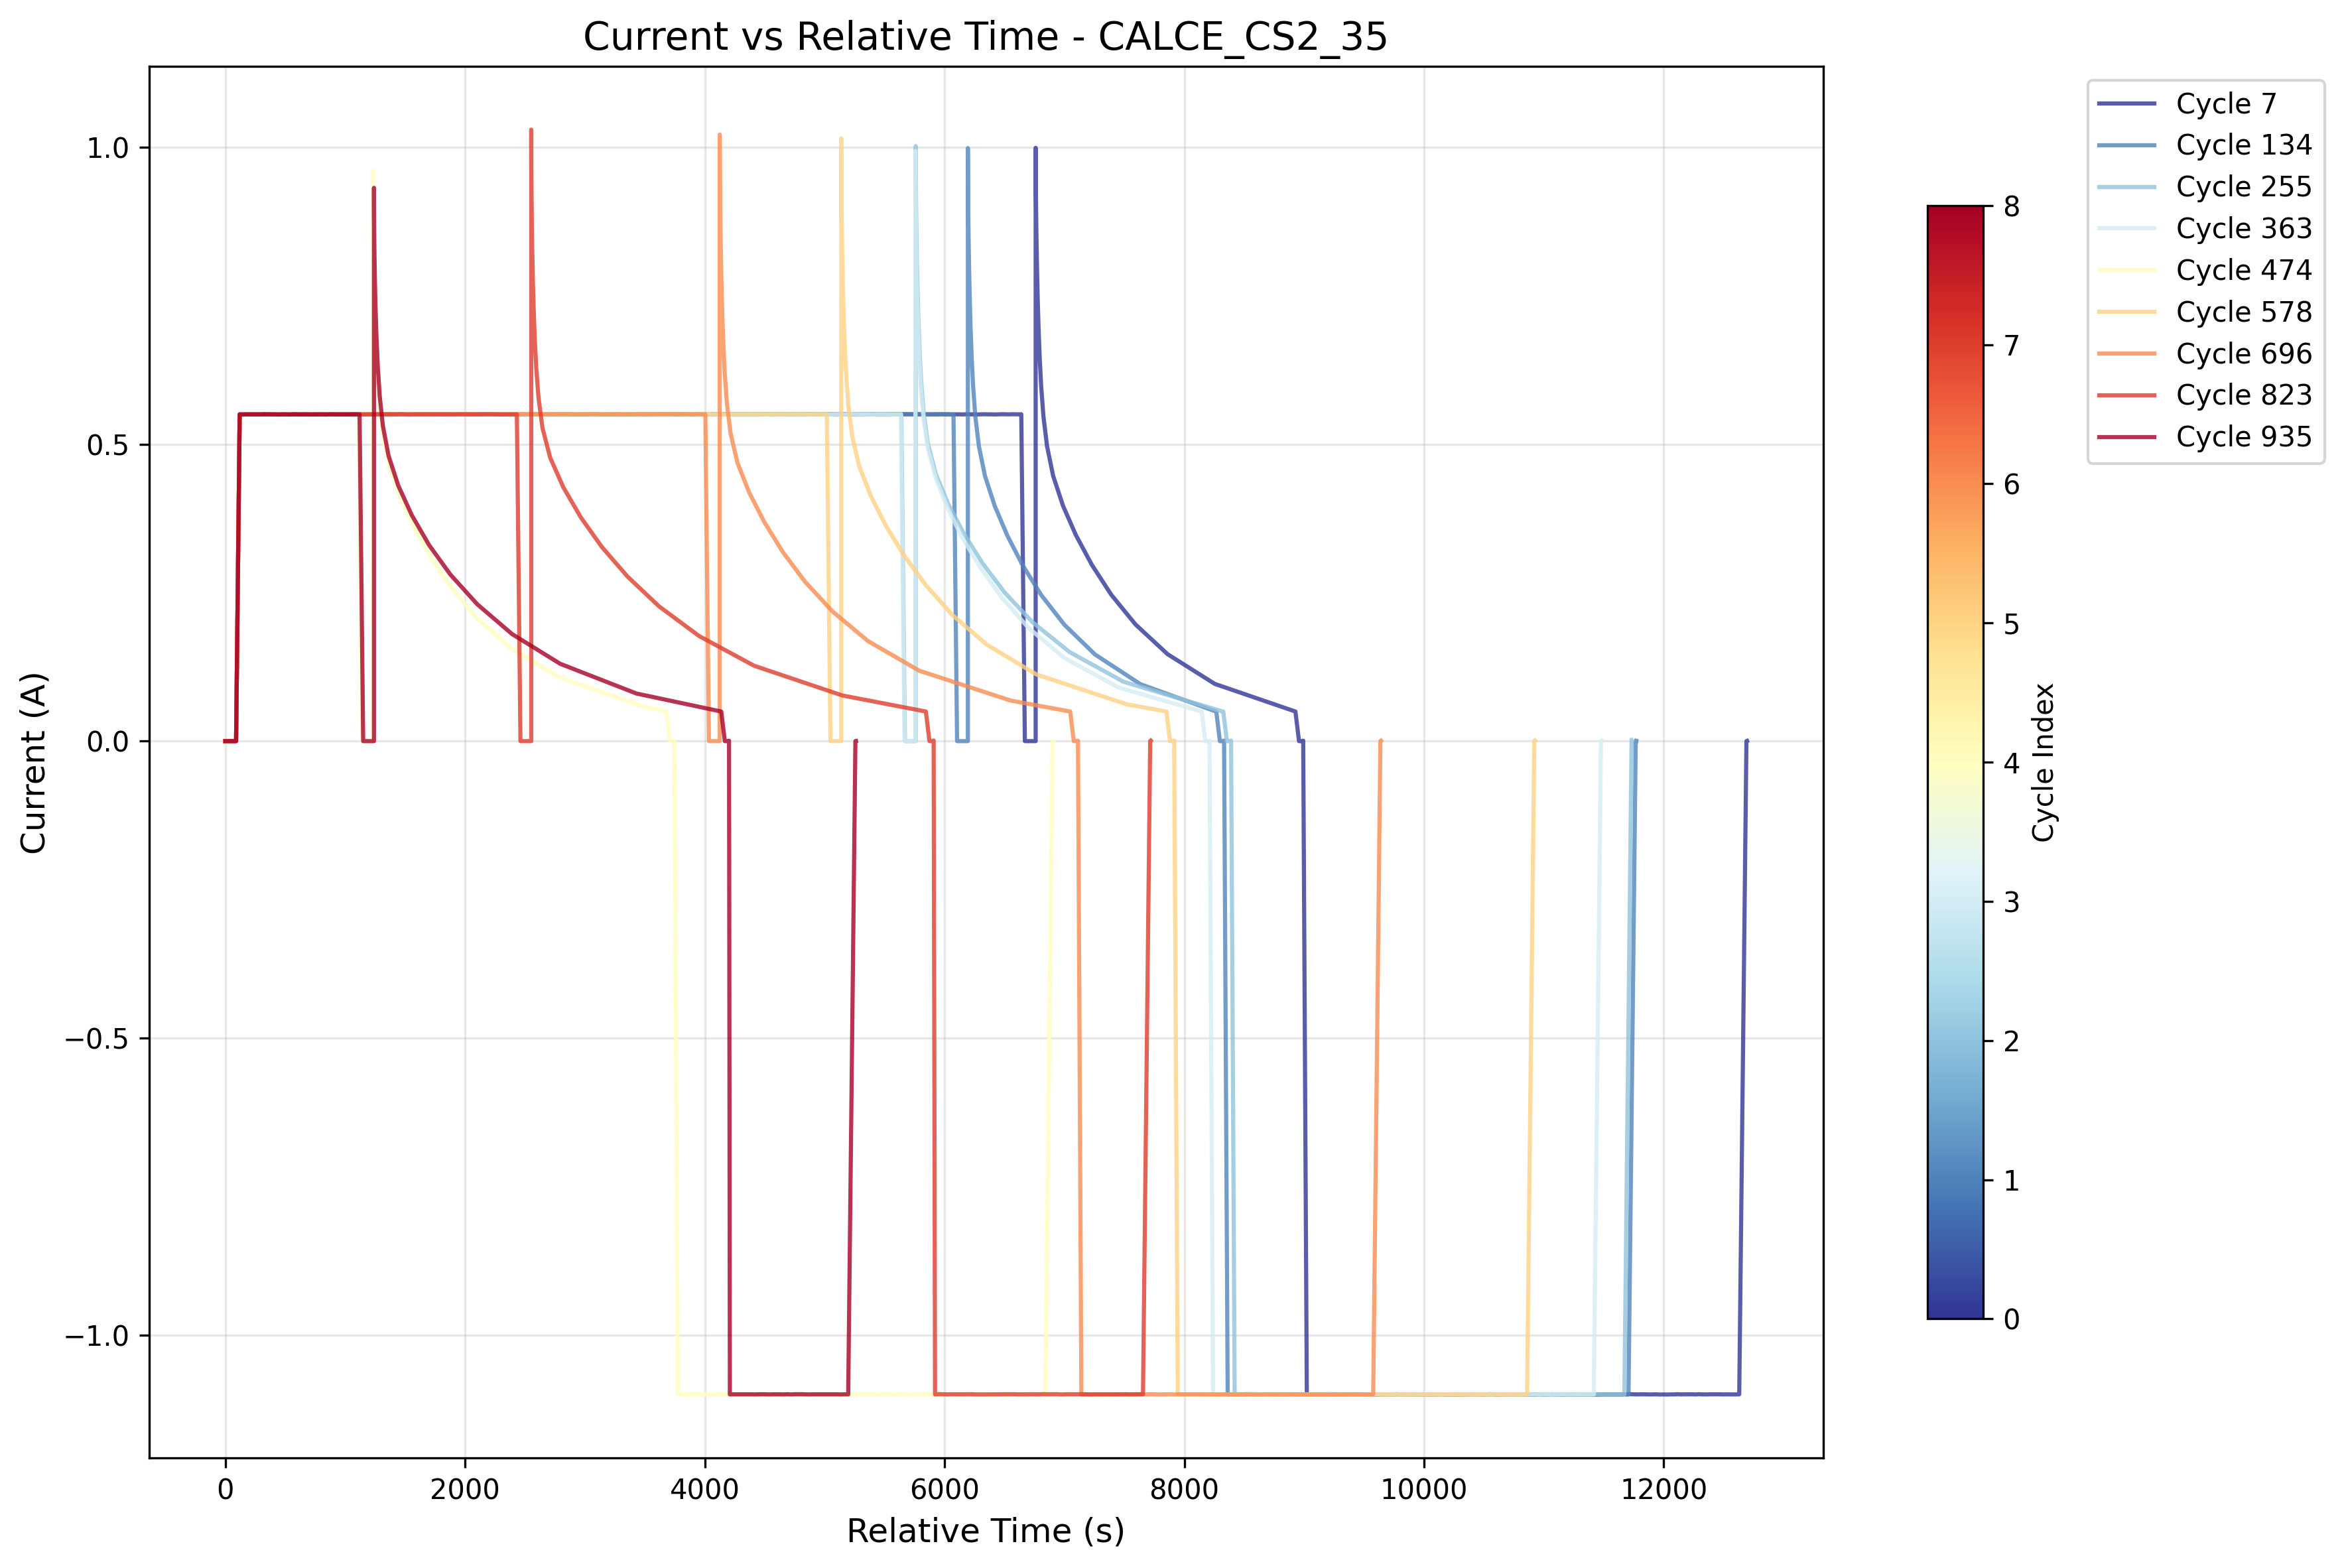 Current vs Relative Time - CALCE_CS2_35
Current (A)
1.0
0.5
0.0
−0.5
−1.0
0 2000 4000 6000 8000 10000 12000
Relative Time (s)
8
7
6
5
4
3
2
1
0
Cycle Index
Cycle 7
Cycle 134
Cycle 255
Cycle 363
Cycle 474
Cycle 578
Cycle 696
Cycle 823
Cycle 935